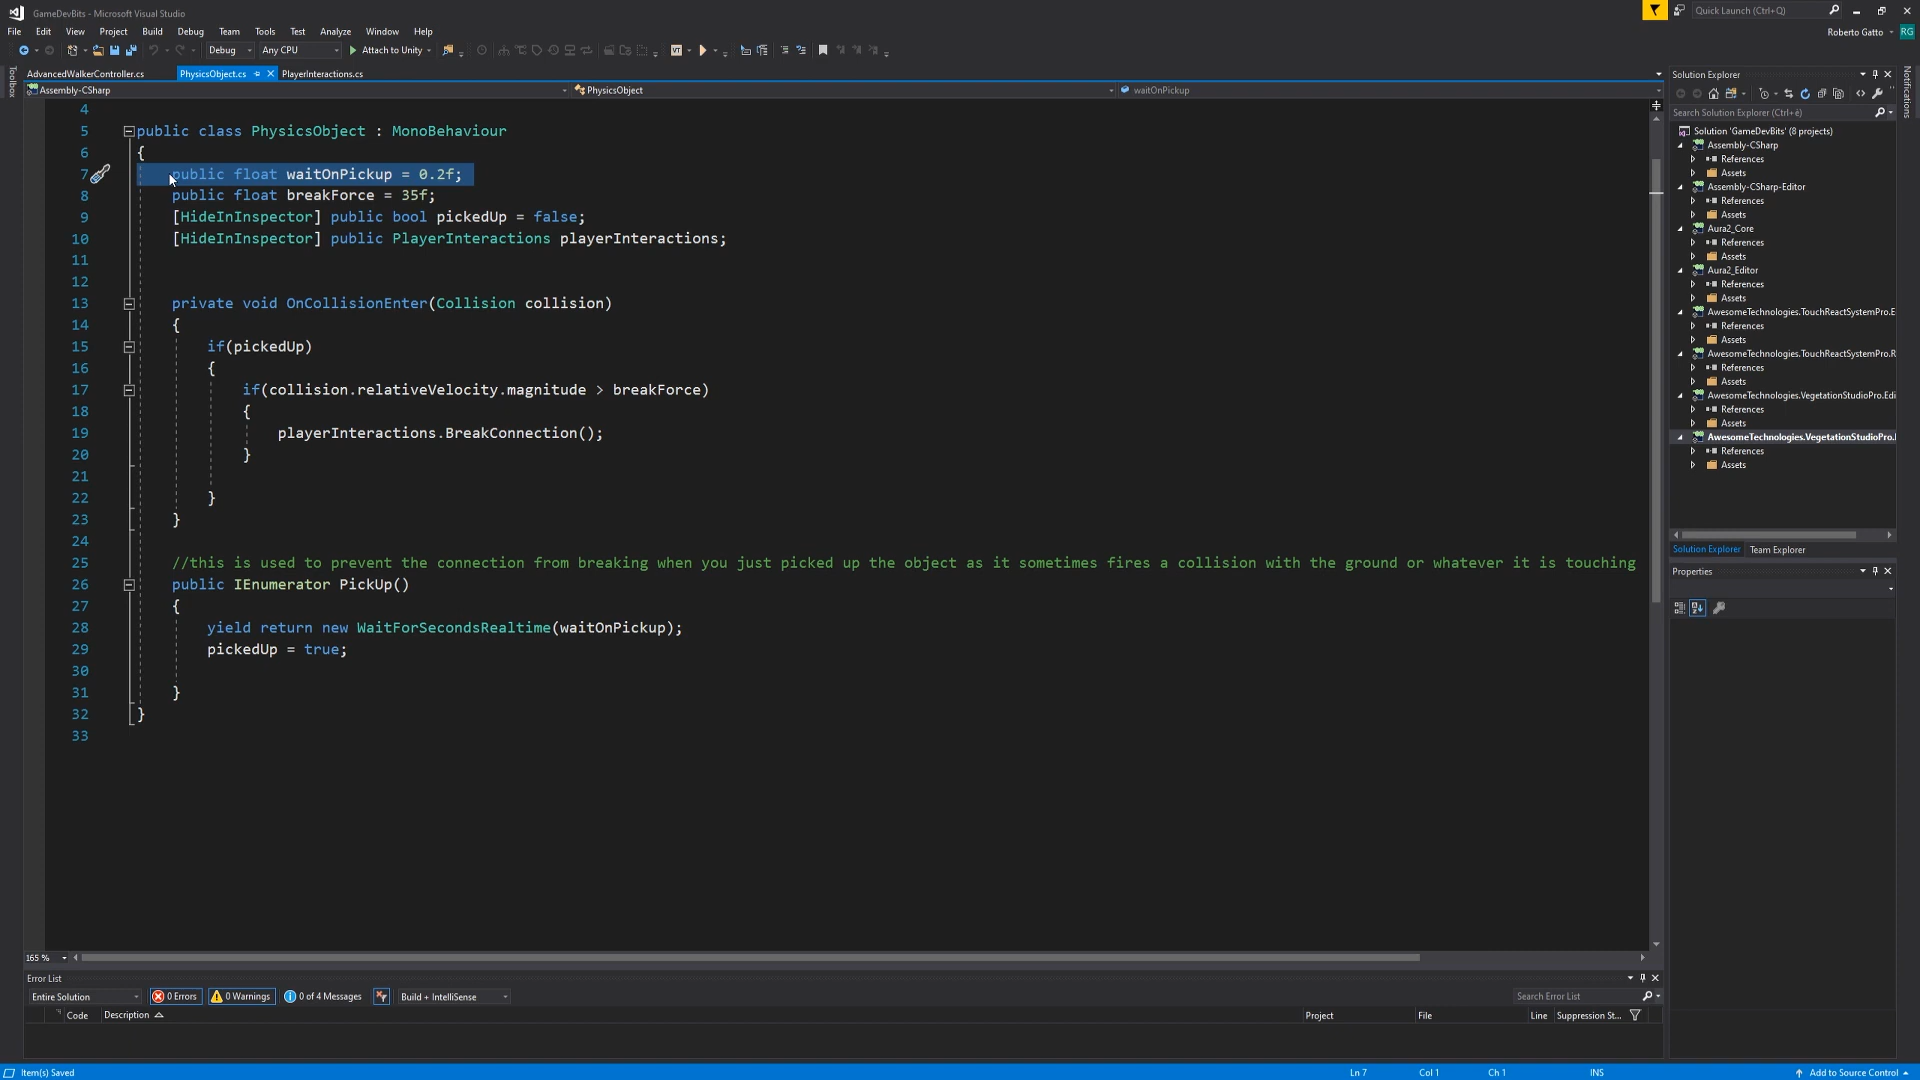 GameDevBits - Microsoft Visual Studio
Quick Launch (Ctrl+Q)
File Edit View Project Build Debug Team Tools Test Analyze Window Help
Roberto Gatto RG
Debug Any CPU Attach to Unity
Toolbox
AdvancedWalkerController.cs PhysicsObject.cs PlayerInteractions.cs
Assembly-CSharp PhysicsObject waitOnPickup
4
5 public class PhysicsObject : MonoBehaviour
6 {
7 public float waitOnPickup = 0.2f;
8 public float breakForce = 35f;
9 [HideInInspector] public bool pickedUp = false;
10 [HideInInspector] public PlayerInteractions playerInteractions;
11
12
13 private void OnCollisionEnter(Collision collision)
14 {
15 if(pickedUp)
16 {
17 if(collision.relativeVelocity.magnitude > breakForce)
18 {
19 playerInteractions.BreakConnection();
20 }
21
22 }
23 }
24
25 //this is used to prevent the connection from breaking when you just picked up the object as it sometimes fires a collision with the ground or whatever it is touching
26 public IEnumerator PickUp()
27 {
28 yield return new WaitForSecondsRealtime(waitOnPickup);
29 pickedUp = true;
30
31 }
32 }
33
165 %
Solution Explorer
Notifications
Search Solution Explorer (Ctrl+è)
Solution 'GameDevBits' (8 projects)
Assembly-CSharp
References
Assets
Assembly-CSharp-Editor
References
Assets
Aura2_Core
References
Assets
Aura2_Editor
References
Assets
AwesomeTechnologies.TouchReactSystemPro.E
References
Assets
AwesomeTechnologies.TouchReactSystemPro.R
References
Assets
AwesomeTechnologies.VegetationStudioPro.Edi
References
Assets
AwesomeTechnologies.VegetationStudioPro.
References
Assets
Solution Explorer Team Explorer
Properties
Error List
Entire Solution 0 Errors 0 Warnings 0 of 4 Messages Build + IntelliSense Search Error List
Code Description Project File Line Suppression St...
Item(s) Saved Ln 7 Col 1 Ch 1 INS Add to Source Control